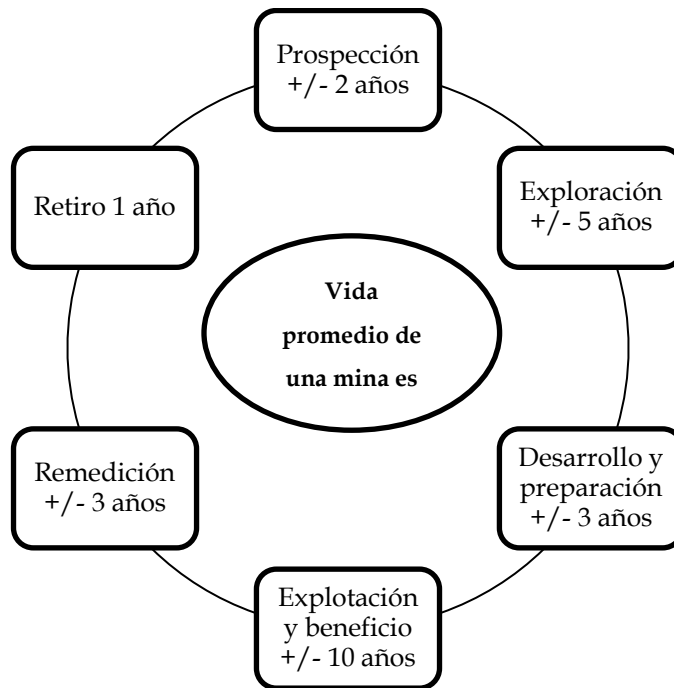 Prospección
+/- 2 años
Exploración
+/- 5 años
Desarrollo y
preparación
+/- 3 años
Explotación
y beneficio
+/- 10 años
Remedición
+/- 3 años
Retiro 1 año
Vida
promedio de
una mina es